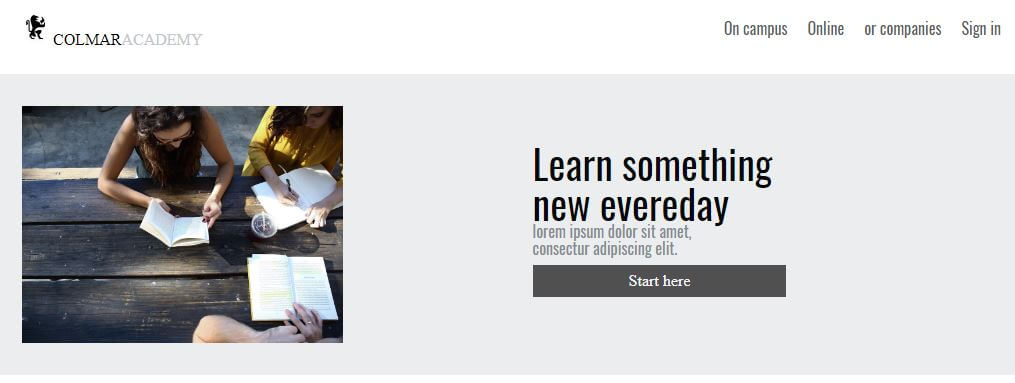 COLMARACADEMY
On campus Online or companies Sign in
Learn something
new evereday
lorem ipsum dolor sit amet,
consectur adipiscing elit.
Start here